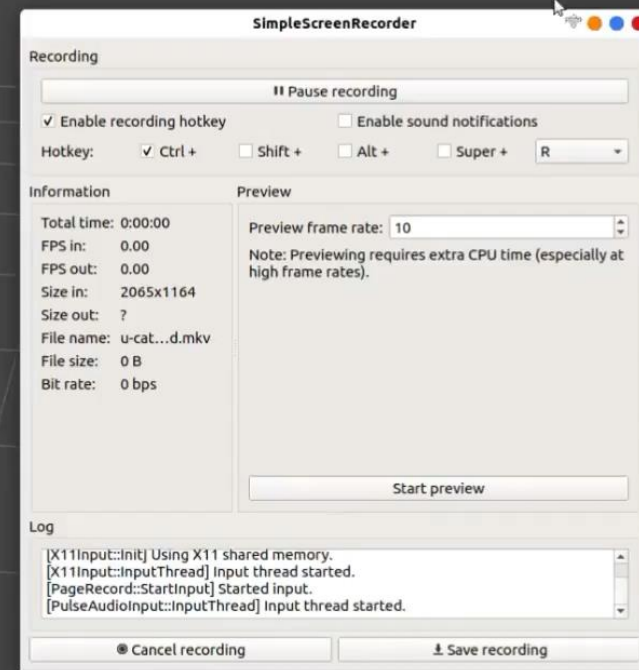 SimpleScreenRecorder
Recording
Pause recording
Enable recording hotkey
Enable sound notifications
Hotkey: Ctrl + Shift + Alt + Super + R
Information
Total time: 0:00:00
FPS in: 0.00
FPS out: 0.00
Size in: 2065x1164
Size out: ?
File name: u-cat...d.mkv
File size: 0 B
Bit rate: 0 bps
Preview
Preview frame rate: 10
Note: Previewing requires extra CPU time (especially at
high frame rates).
Start preview
Log
[X11Input::Init] Using X11 shared memory.
[X11Input::InputThread] Input thread started.
[PageRecord::StartInput] Started input.
[PulseAudioInput::InputThread] Input thread started.
Cancel recording
Save recording